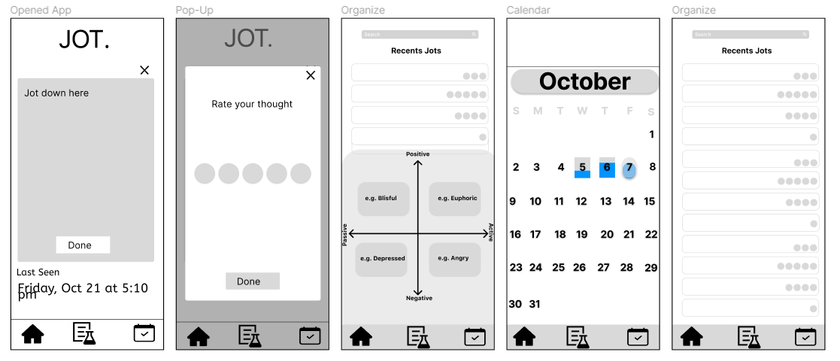 Opened App
JOT.
Jot down here
Done
Last Seen
Friday, Oct 21 at 5:10
pm
Pop-Up
JOT.
Rate your thought
Done
Organize
Search
Recents Jots
Positive
e.g. Blisful
e.g. Euphoric
Passive
Active
e.g. Depressed
e.g. Angry
Negative
Calendar
October
S M T W T F S
1
2 3 4 5 6 7 8
9 10 11 12 13 14 15
16 17 18 19 20 21 22
23 24 25 26 27 28 29
30 31
Organize
Search
Recents Jots